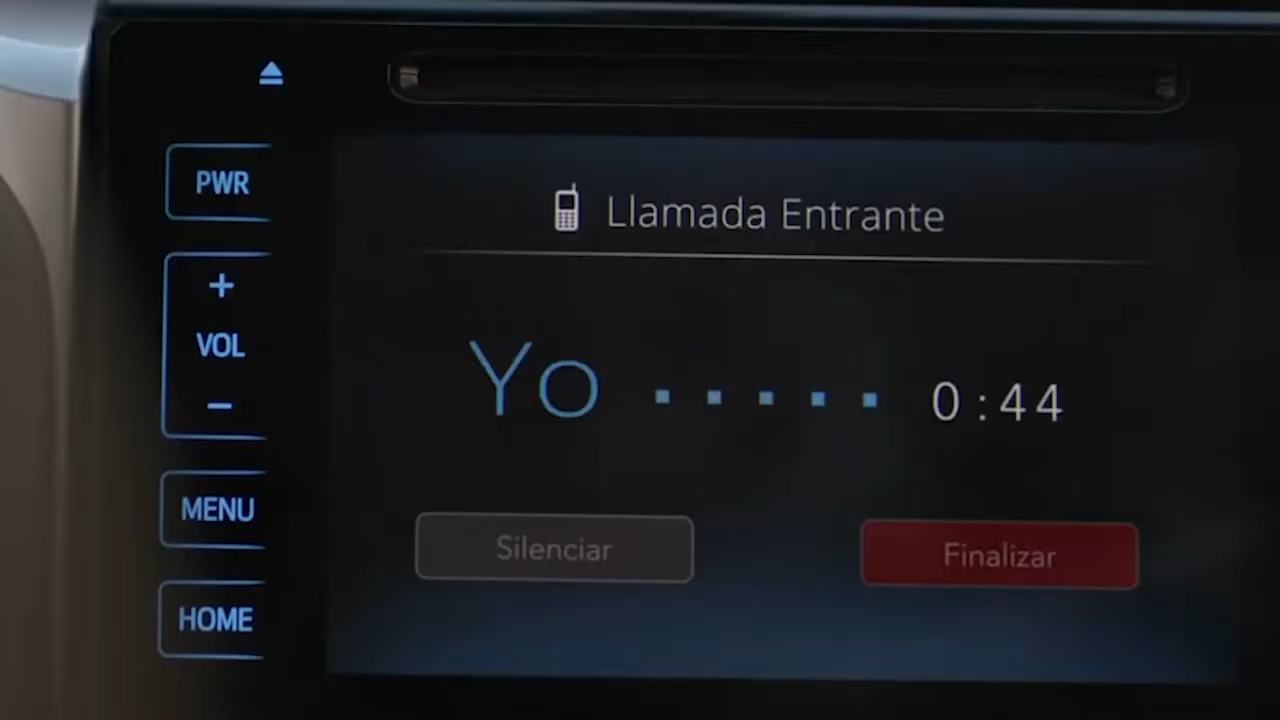 PWR
+
VOL
-
MENU
HOME
Llamada Entrante
Yo ..... 0:44
Silenciar
Finalizar